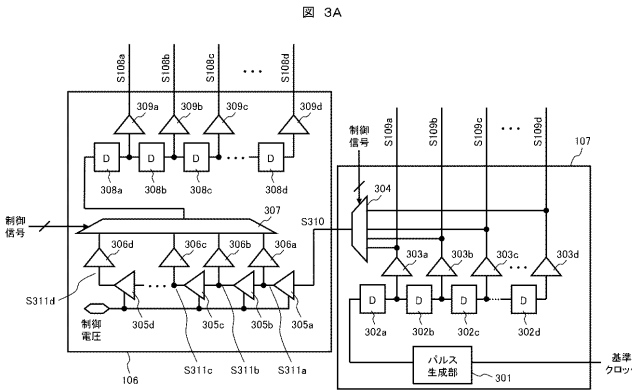 図 3A
S108a
S108b
S108c
...
S108d
309a
309b
309c
309d
D
D
D
D
308a
308b
308c
308d
制御
信号
307
306d
306c
306b
306a
S311d
305d
305c
305b
305a
制御
電圧
S311c
S311b
S311a
106
S310
制御
信号
304
S109a
S109b
S109c
...
S109d
107
303a
303b
303c
303d
D
D
D
D
302a
302b
302c
302d
パルス
生成部
301
基準
クロック